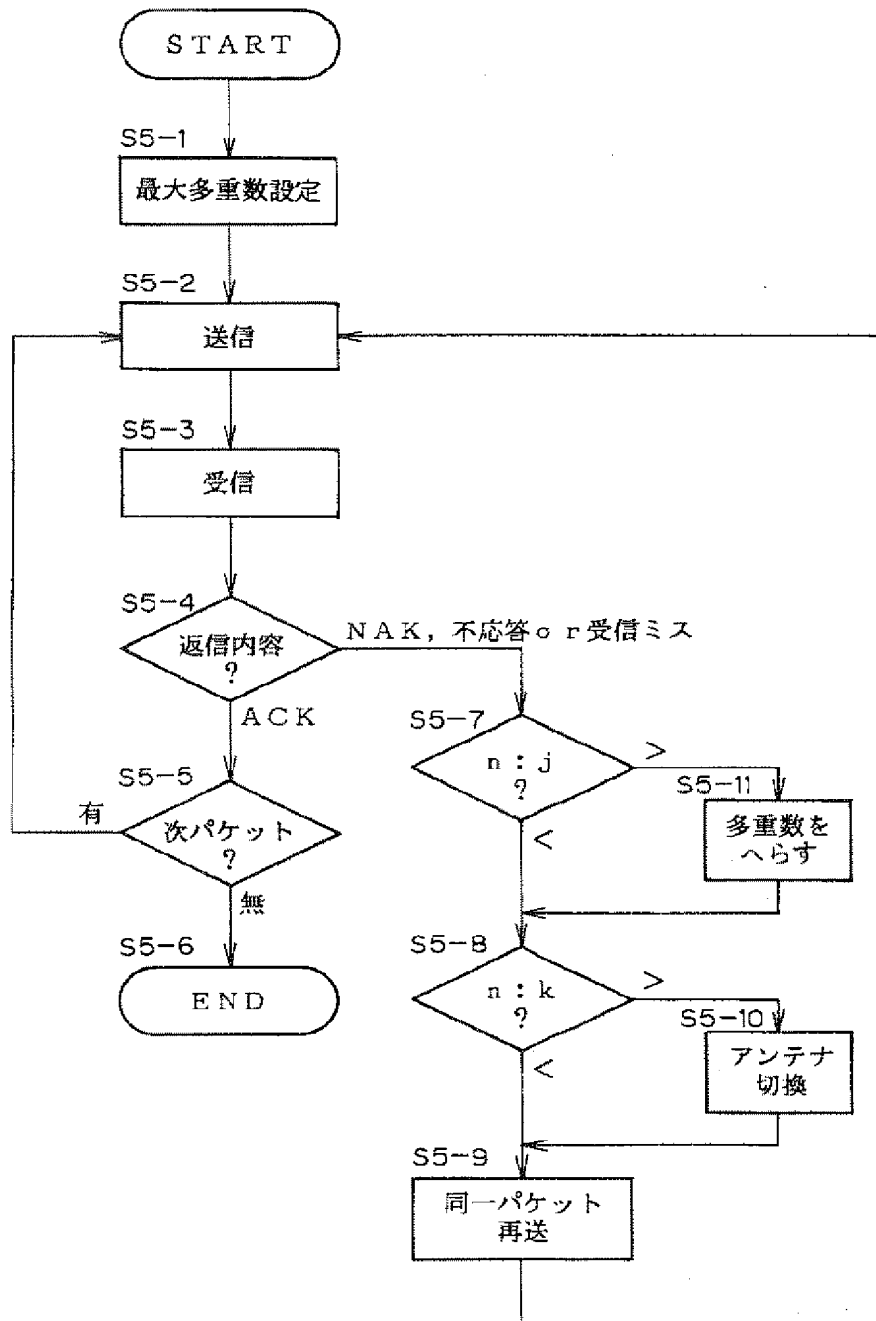 START
S5-1
最大多重数設定
S5-2
送信
S5-3
受信
S5-4
返信内容
?
NAK,不応答or受信ミス
ACK
S5-5
次パケット
?
有
無
S5-6
END
S5-7
n:j
?
>
<
S5-11
多重数を
へらす
S5-8
n:k
?
>
<
S5-10
アンテナ
切換
S5-9
同一パケット
再送